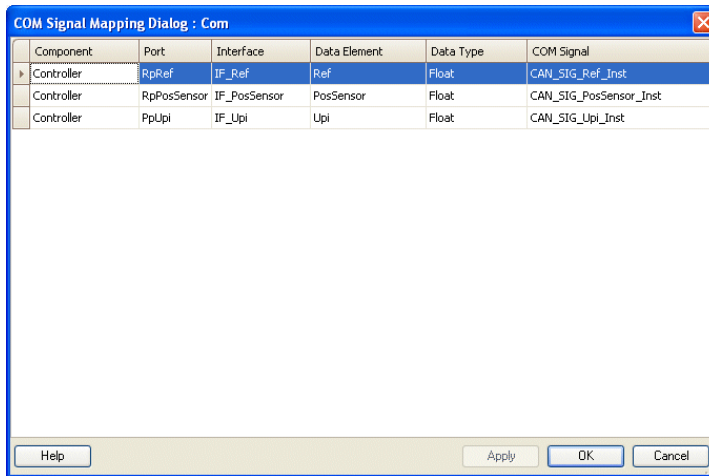 COM Signal Mapping Dialog : Com
Component Port Interface Data Element Data Type COM Signal
Controller RpRef IF_Ref Ref Float CAN_SIG_Ref_Inst
Controller RpPosSensor IF_PosSensor PosSensor Float CAN_SIG_PosSensor_Inst
Controller PpUpi IF_Upi Upi Float CAN_SIG_Upi_Inst
Help Apply OK Cancel